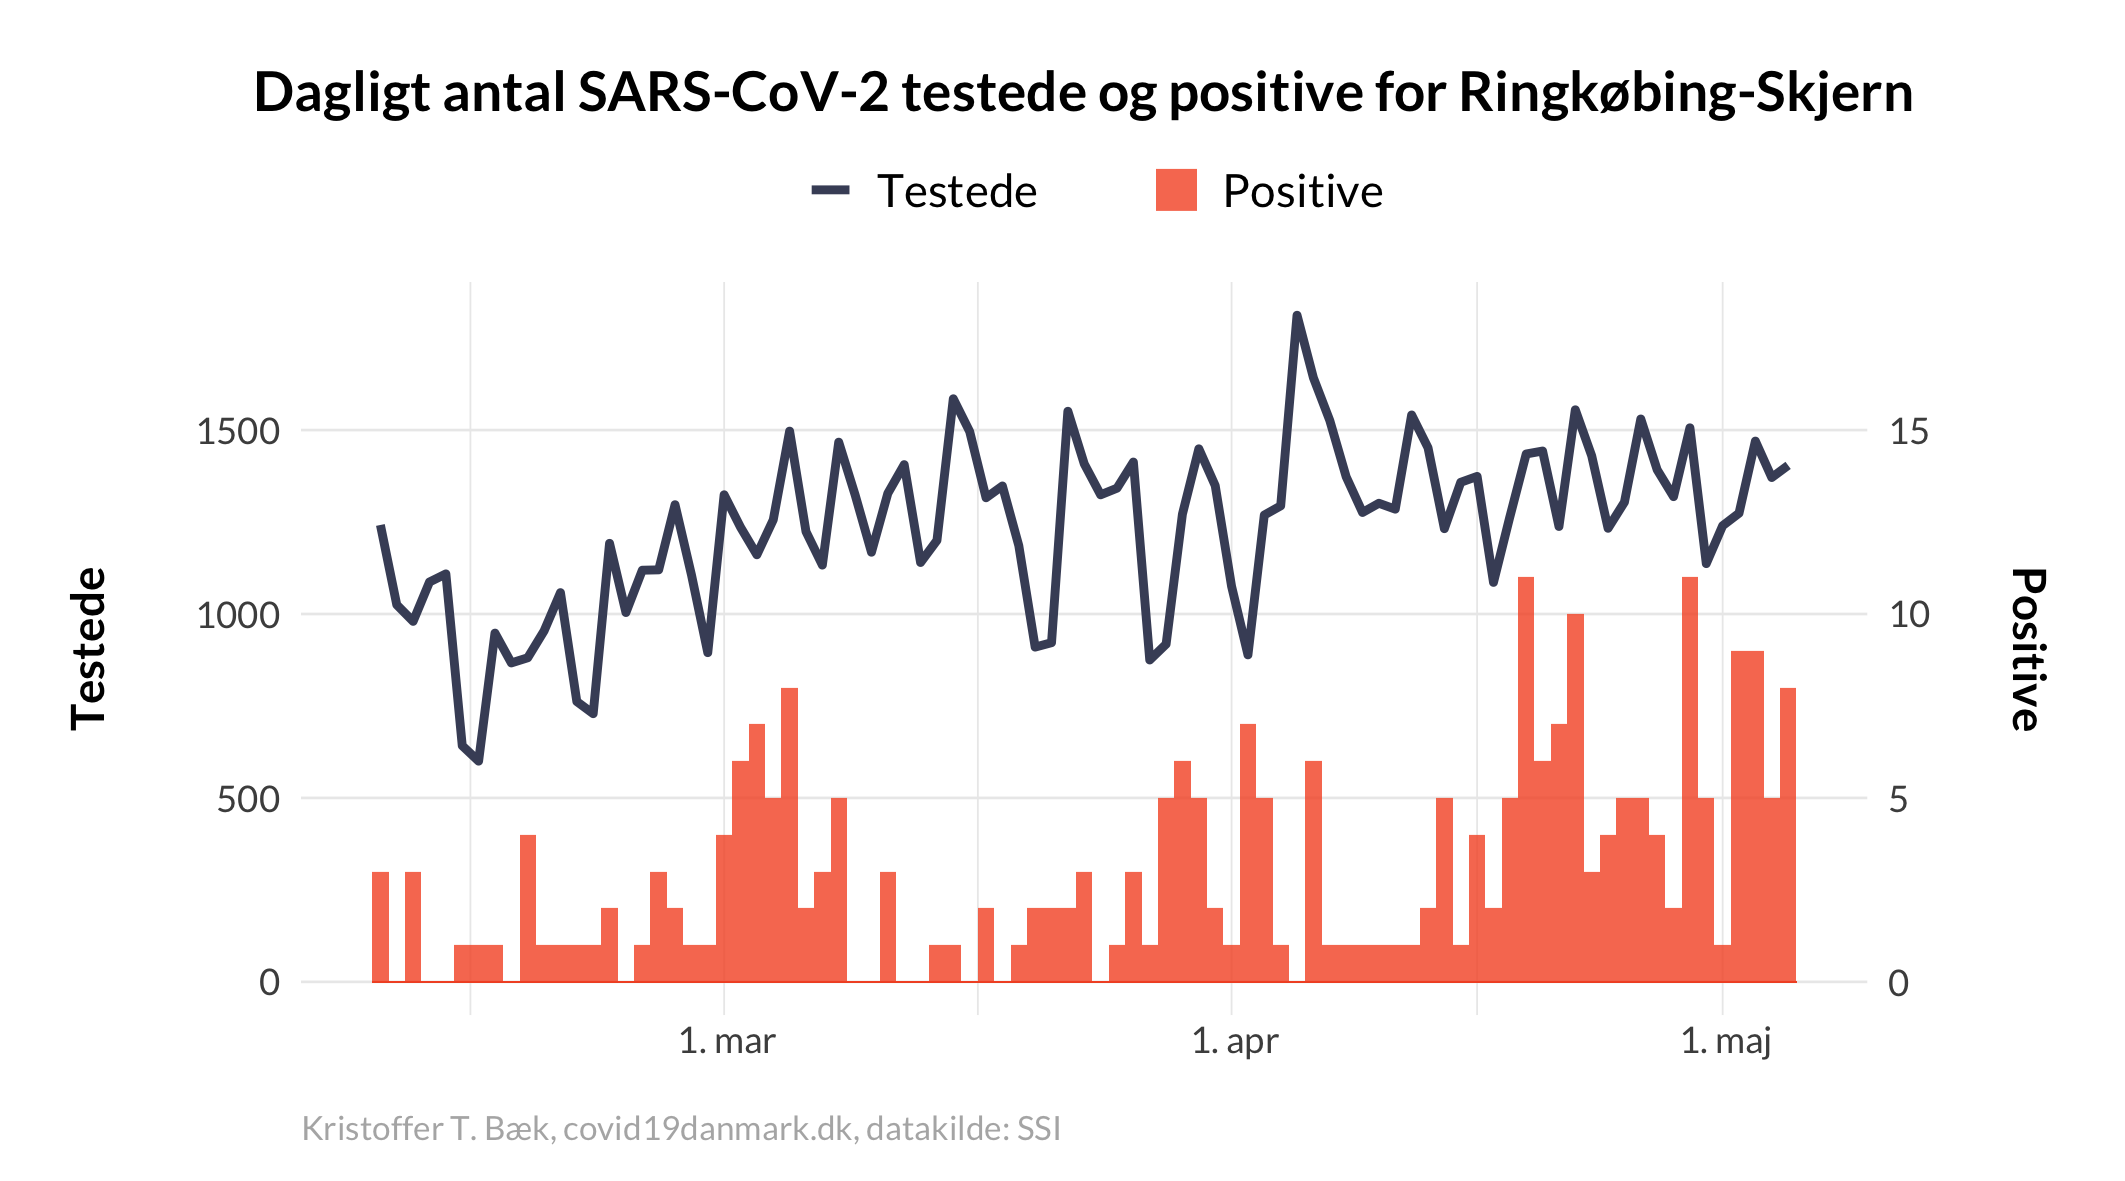 Dagligt antal SARS-CoV-2 testede og positive for Ringkøbing-Skjern
Testede
Positive
Testede
1500
1000
500
0
15
10
5
0
Positive
1. mar
1. apr
1. maj
Kristoffer T. Bæk, covid19danmark.dk, datakilde: SSI